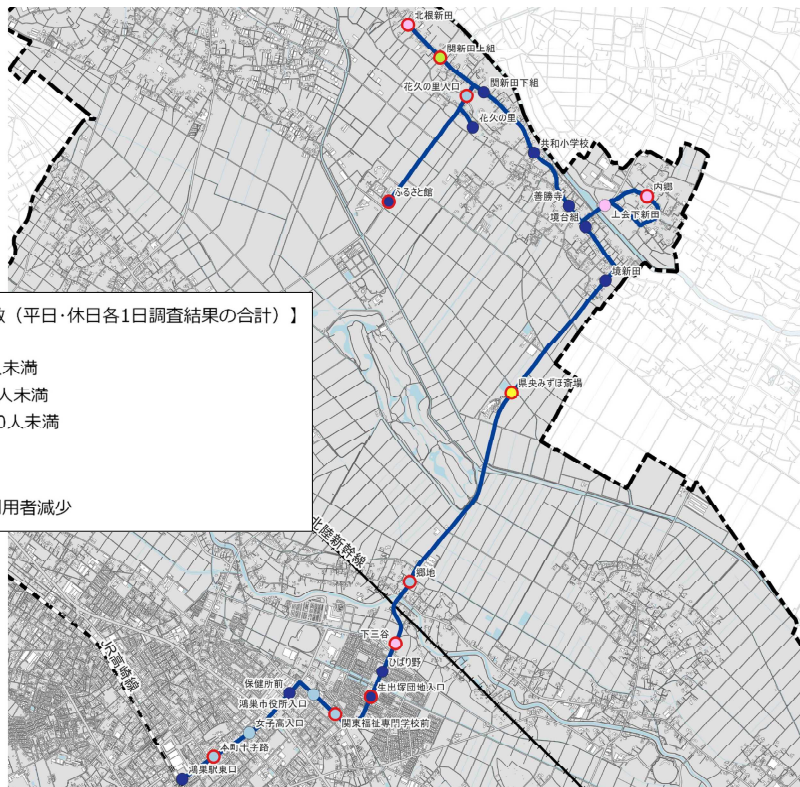 北根新田
関新田上組
関新田下組
花久の里入口
花久の里
共和小学校
ふるさと館
善勝寺
内郷
上会下新田
境台組
境新田
数（平日･休日各1日調査結果の合計）】
人未満
人未満
0人未満
利用者減少
県央みずほ斎場
北陸新幹線
郷地
下三谷
ひばり野
生出塚団地入口
JR高崎線
保健所前
鴻巣市役所入口
関東福祉専門学校前
女子高入口
本町十字路
鴻巣駅東口